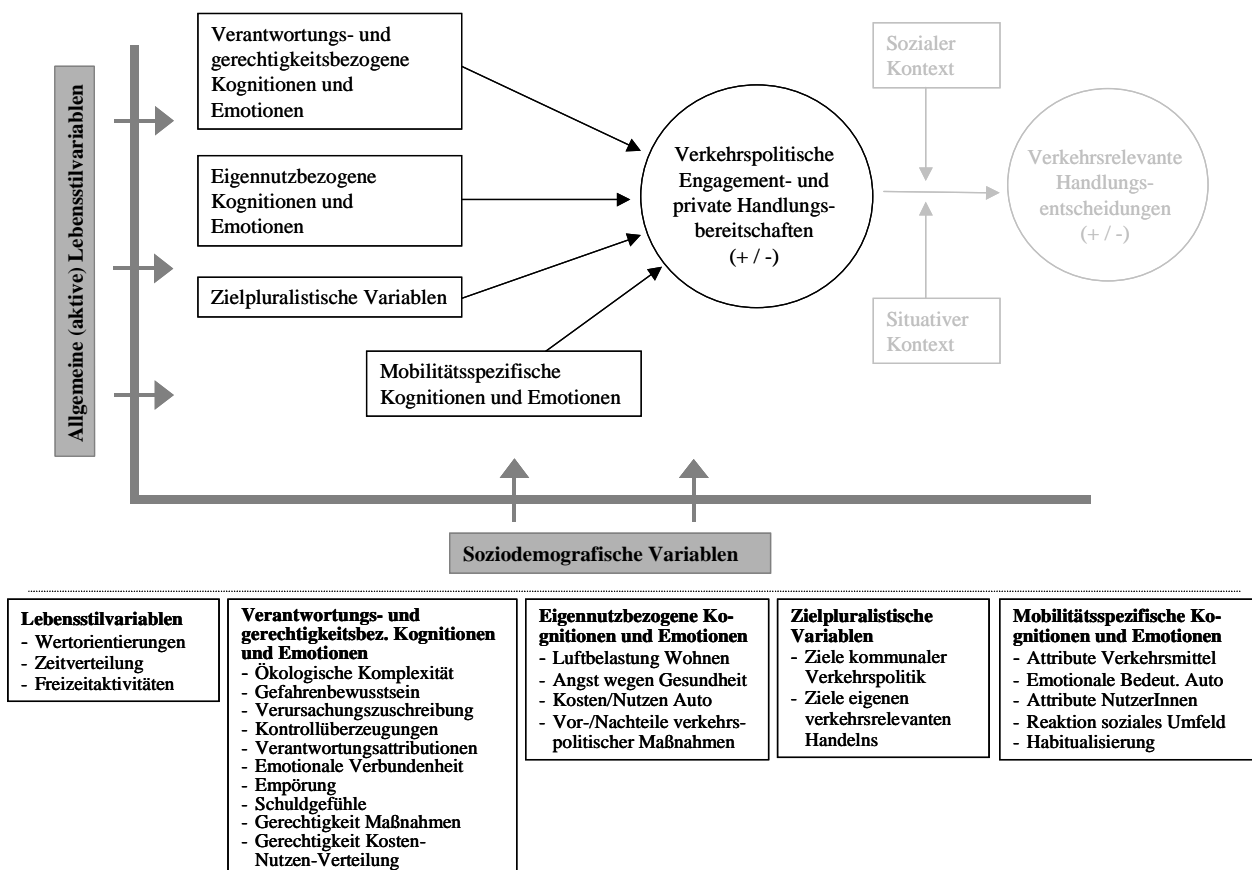 Verantwortungs- und
gerechtigkeitsbezogene
Kognitionen und
Emotionen
Eigennutzbezogene
Kognitionen und
Emotionen
Zielpluralistische Variablen
Mobilitätsspezifische
Kognitionen und Emotionen
Verkehrspolitische
Engagement- und
private Handlungs-
bereitschaften
(+ / -)
Sozialer
Kontext
Situativer
Kontext
Verkehrsrelevante
Handlungs-
entscheidungen
(+ / -)
Allgemeine (aktive) Lebensstilvariablen
Soziodemografische Variablen
Lebensstilvariablen
- Wertorientierungen
- Zeitverteilung
- Freizeitaktivitäten
Verantwortungs- und
gerechtigkeitsbez. Kognitionen
und Emotionen
- Ökologische Komplexität
- Gefahrenbewusstsein
- Verursachungszuschreibung
- Kontrollüberzeugungen
- Verantwortungsattributionen
- Emotionale Verbundenheit
- Empörung
- Schuldgefühle
- Gerechtigkeit Maßnahmen
- Gerechtigkeit Kosten-
Nutzen-Verteilung
Eigennutzbezogene Ko-
gnitionen und Emotionen
- Luftbelastung Wohnen
- Angst wegen Gesundheit
- Kosten/Nutzen Auto
- Vor-/Nachteile verkehrs-
politischer Maßnahmen
Zielpluralistische
Variablen
- Ziele kommunaler
Verkehrspolitik
- Ziele eigenen
verkehrsrelevanten
Handelns
Mobilitätsspezifische Ko-
gnitionen und Emotionen
- Attribute Verkehrsmittel
- Emotionale Bedeut. Auto
- Attribute NutzerInnen
- Reaktion soziales Umfeld
- Habitualisierung